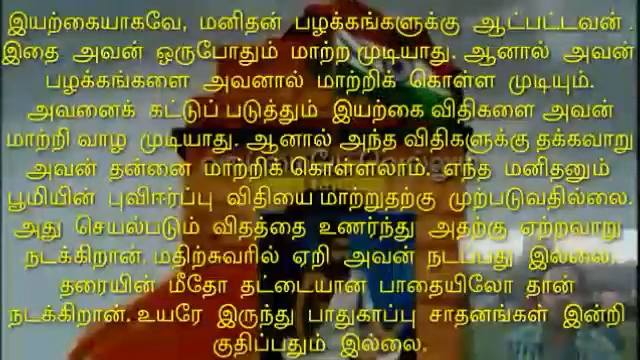 இயற்கையாகவே, மனிதன் பழக்கங்களுக்கு ஆட்பட்டவன் .
இதை அவன் ஒருபோதும் மாற்ற முடியாது. ஆனால் அவன்
பழக்கங்களை அவனால் மாற்றிக் கொள்ள முடியும்.
அவனைக் கட்டுப் படுத்தும் இயற்கை விதிகளை அவன்
மாற்றி வாழ முடியாது. ஆனால் அந்த விதிகளுக்கு தக்கவாறு
அவன் தன்னை மாற்றிக் கொள்ளலாம். எந்த மனிதனும்
பூமியின் புவிஈர்ப்பு விதியை மாற்றுதற்கு முற்படுவதில்லை.
அது செயல்படும் விதத்தை உணர்ந்து அதற்கு ஏற்றவாறு
நடக்கிறான். மதிற்சுவரில் ஏறி அவன் நடப்பது இல்லை.
தரையின் மீதோ தட்டையான பாதையிலோ தான்
நடக்கிறான். உயரே இருந்து பாதுகாப்பு சாதனங்கள் இன்றி
குதிப்பதும் இல்லை.